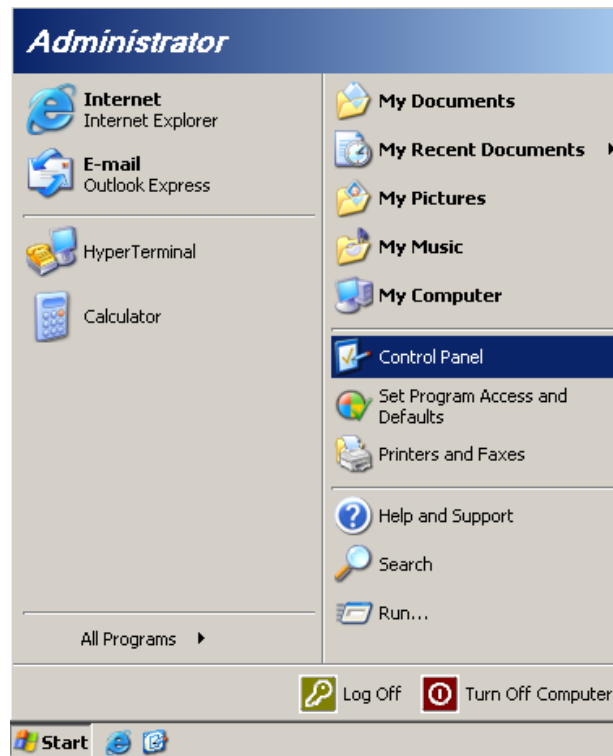 Administrator
Internet
Internet Explorer
E-mail
Outlook Express
HyperTerminal
Calculator
All Programs
My Documents
My Recent Documents
My Pictures
My Music
My Computer
Control Panel
Set Program Access and
Defaults
Printers and Faxes
Help and Support
Search
Run...
Log Off
Turn Off Computer
Start